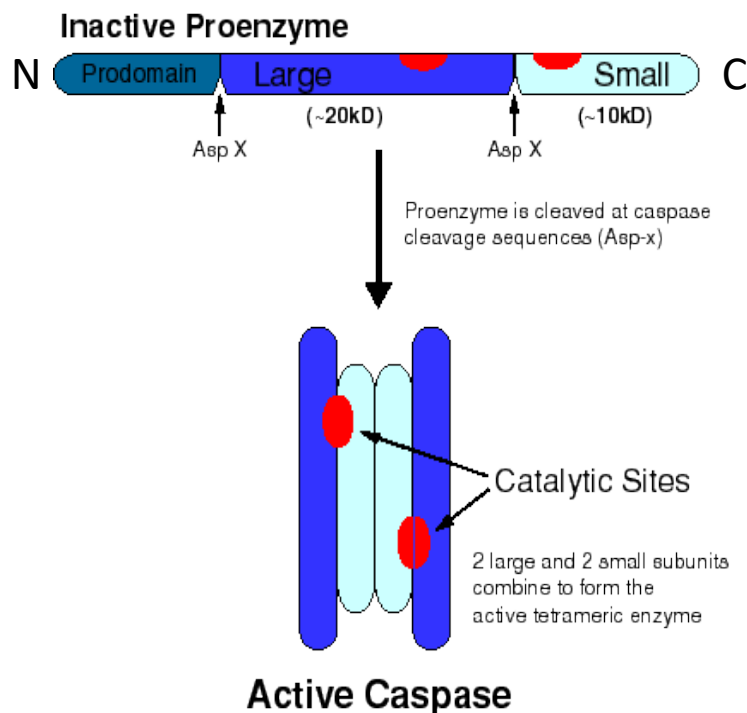 Inactive Proenzyme
N Prodomain Large Small C
(~20kD) (~10kD)
Asp X Asp X
Proenzyme is cleaved at caspase
cleavage sequences (Asp-x)
Catalytic Sites
2 large and 2 small subunits
combine to form the
active tetrameric enzyme
Active Caspase